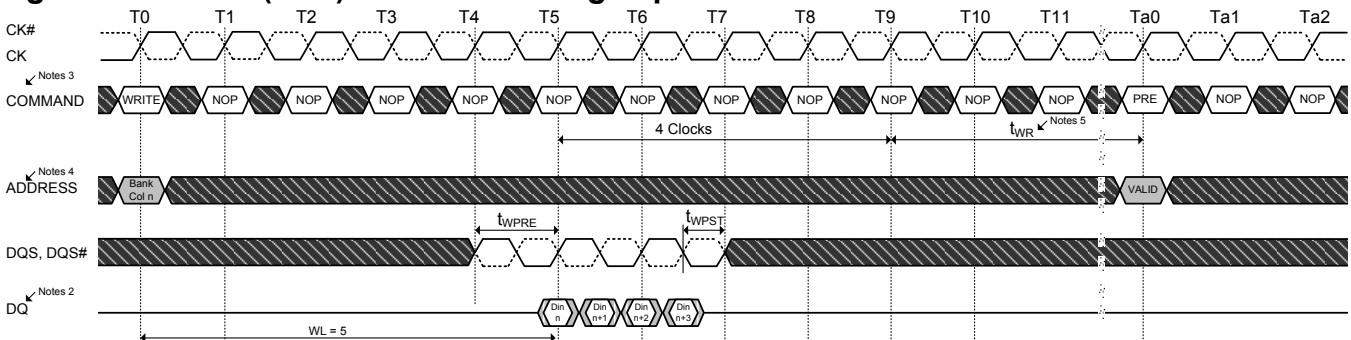 T0 T1 T2 T3 T4 T5 T6 T7 T8 T9 T10 T11 Ta0 Ta1 Ta2
CK#
CK
Notes 3
COMMAND WRITE NOP NOP NOP NOP NOP NOP NOP NOP NOP NOP NOP PRE NOP NOP
4 Clocks tWR Notes 5
Notes 4
ADDRESS Bank Col n VALID
tWPRE tWPST
DQS, DQS#
Notes 2
DQ Din n Din n+1 Din n+2 Din n+3
WL = 5